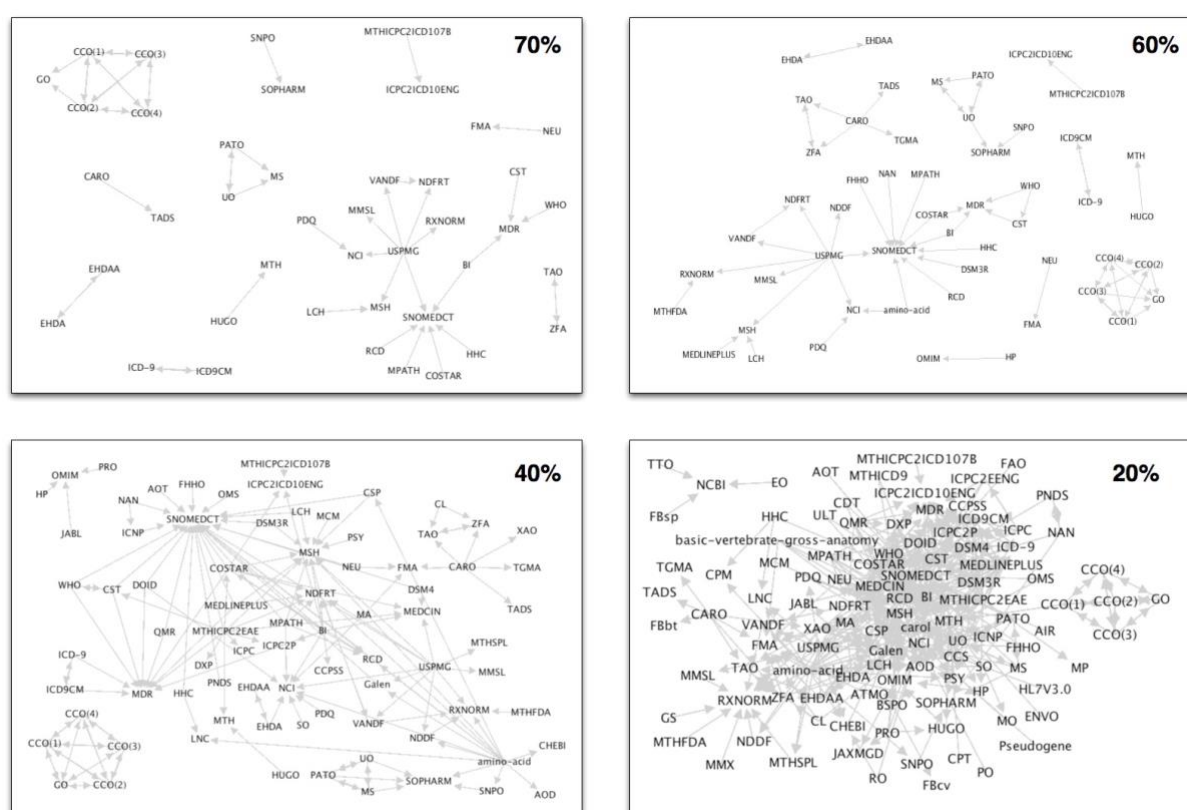 70%
SNPO
MTHICPC2ICD107B
CCO(1)
CCO(3)
GO
SOPHARM
ICPC2ICD10ENG
CCO(2)
CCO(4)
FMA
NEU
PATO
MS
UO
CARO
TADS
VANDF
NDFRT
CST
MMSL
RXNORM
WHO
PDQ
MDR
NCI
USPMG
BI
EHDAA
MTH
TAO
EHDA
HUGO
LCH
MSH
SNOMEDCT
ZFA
RCD
HHC
MPATH
COSTAR
ICD-9
ICD9CM
60%
EHDAA
EHDA
ICPC2ICD10ENG
MS
PATO
TADS
MTHICPC2ICD107B
TAO
CARO
UO
SNPO
TGMA
ICD9CM
ZFA
SOPHARM
MTH
NAN
MPATH
FHHO
WHO
NDFRT
NDDF
MDR
ICD-9
COSTAR
CST
HUGO
VANDF
BI
USPMG
SNOMEDCT
HHC
NEU
CCO(4)
CCO(2)
DSM3R
RXNORM
MMSL
CCO(3)
GO
RCD
MTHFDA
NCI
amino-acid
FMA
CCO(1)
MSH
MEDLINEPLUS
LCH
PDQ
OMIM
HP
40%
PRO
OMIM
MTHICPC2ICD107B
HP
AOT
FHHO
ICPC2ICD10ENG
NAN
OMS
CSP
JABL
ICNP
SNOMEDCT
DSM3R
LCH
MCM
CL
ZFA
TAO
XAO
PSY
MSH
COSTAR
NEU
FMA
CARO
TGMA
WHO
CST
DOID
NDFRT
DSM4
MEDLINEPLUS
MA
MEDCIN
TADS
QMR
MTHICPC2EAE
MPATH
BI
ICPC
ICPC2P
MTHSPL
ICD-9
DXP
CCPSS
RCD
USPMG
MMSL
ICD9CM
MDR
HHC
PNDS
EHDAA
NCI
Galen
CCO(4)
MTH
EHDA
SO
PDQ
VANDF
RXNORM
MTHFDA
CCO(1)
CCO(3)
LNC
NDDF
CHEBI
UO
amino-acid
GO
CCO(2)
HUGO
PATO
SOPHARM
MS
SNPO
AOD
20%
TTO
NCBI
EO
AOT
MTHICPC2ICD107B
MTHICD9
FAO
ICPC2EENG
FBsp
CDT
ICPC2ICD10ENG
CCPSS
PNDS
HHC
ULT
QMR
DXP
MDR
ICD9CM
ICPC2P
ICPC
NAN
basic-vertebrate-gross-anatomy
DOID
DSM4
ICD-9
MPATH
WHO
CST
TGMA
CPM
MCM
COSTAR
MEDLINEPLUS
CCO(4)
PDQ
NEU
SNOMEDCT
DSM3R
OMS
TADS
MEDCIN
LNC
JABL
NDFRT
RCD
BI
MTHICPC2EAE
CCO(1)
CCO(2)
GO
CARO
MSH
MTH
PATO
FBbt
VANDF
XAO
MA
CSP
carol
AIR
CCO(3)
NCI
UO
ICNP
FMA
USPMG
Galen
CCS
FHHO
TAO
amino-acid
LCH
AOD
SO
MS
MP
MMSL
EHDA
OMIM
PSY
HP
HL7V3.0
RXNORM
ZFA
EHDAA
ATMO
BSPO
SOPHARM
GS
CL
CHEBI
PRO
HUGO
MO
ENVO
MTHFDA
NDDF
Pseudogene
MMX
MTHSPL
JAXMGD
SNPO
CPT
PO
RO
FBcv